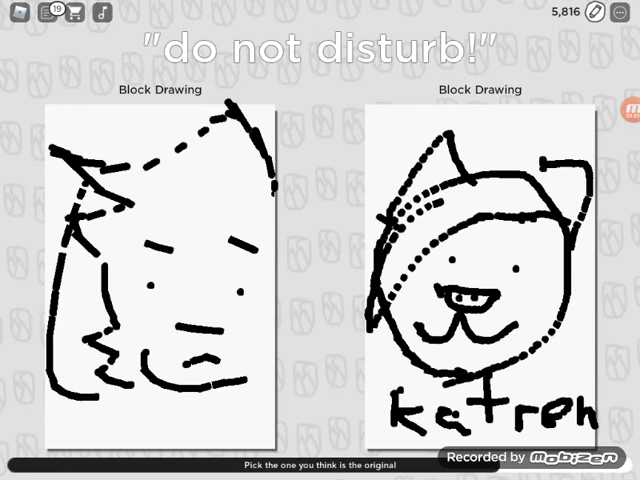 19
5,816
"do not disturb!"
Block Drawing
Block Drawing
katren
Pick the one you think is the original
Recorded by Mobizen